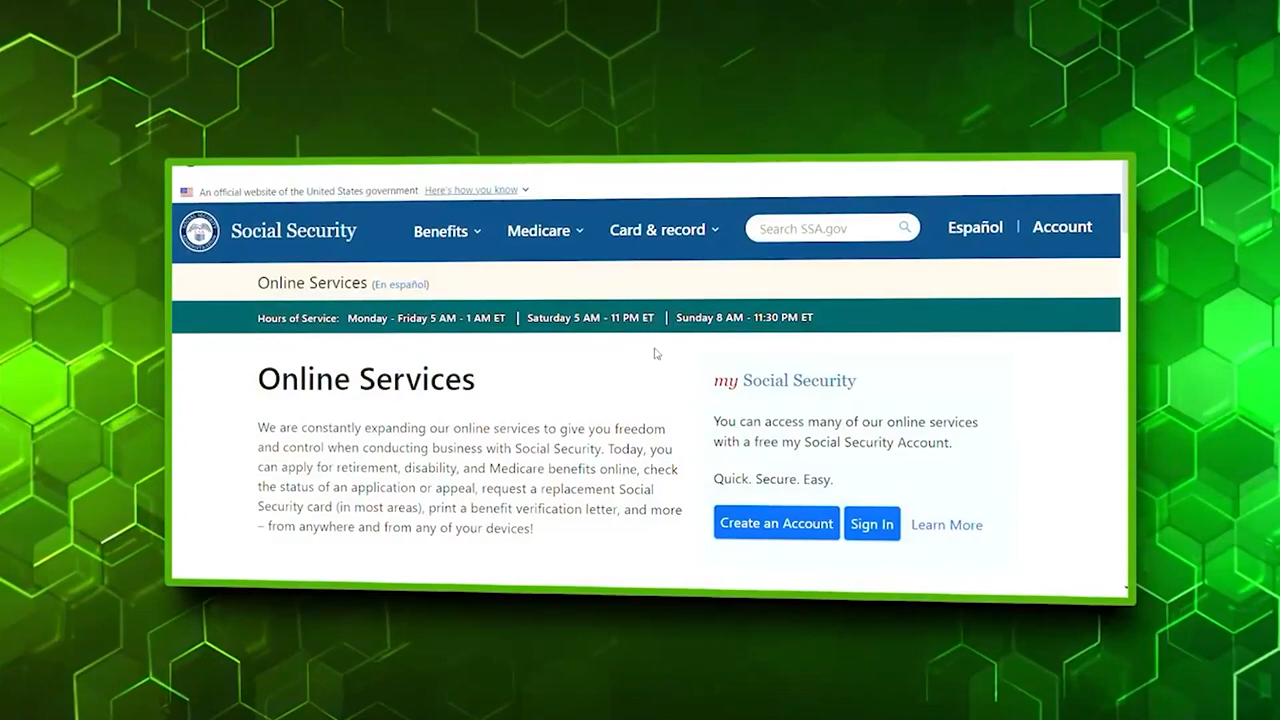 An official website of the United States government Here's how you know
Social Security
Benefits
Medicare
Card & record
Search SSA.gov
Español
Account
Online Services (En español)
Hours of Service: Monday - Friday 5 AM - 1 AM ET | Saturday 5 AM - 11 PM ET | Sunday 8 AM - 11:30 PM ET
Online Services
We are constantly expanding our online services to give you freedom
and control when conducting business with Social Security. Today, you
can apply for retirement, disability, and Medicare benefits online, check
the status of an application or appeal, request a replacement Social
Security card (in most areas), print a benefit verification letter, and more
– from anywhere and from any of your devices!
my Social Security
You can access many of our online services
with a free my Social Security Account.
Quick. Secure. Easy.
Create an Account
Sign In
Learn More